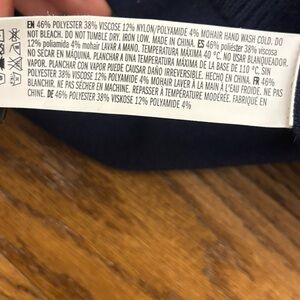 EN 46% POLYESTER 38% VISCOSE 12% NYLON/POLYAMIDE 4% MOHAIR HAND WASH COLD. DO
NOT BLEACH. DO NOT TUMBLE DRY. IRON LOW, MADE IN CHINA. ES 46% poliéster 38% viscosa
12% poliamida 4% mohair LAVAR A MANO. TEMPERATURA MÁXIMA 40 °C. NO USAR BLANQUEADOR.
NO SECAR EN MÁQUINA. PLANCHAR A UNA TEMPERATURA MÁXIMA DE LA BASE DE 110 °C, SIN
VAPOR. PLANCHAR CON VAPOR PUEDE CAUSAR DAÑO IRREVERSIBLE. HECHO EN CHINA. FR 46%
POLYESTER 38% VISCOSE 12% POLYAMIDE 4% MOHAIR LAVER À LA MAIN À L'EAU FROIDE. NE PAS
BLANCHIR. NE PAS SÉCHER EN MACHINE. REPASSER À TEMPÉRATURE MODÉRÉE. FABRIQUÉ EN
CHINE. DE 46% POLYESTER 38% VISKOSE 12% POLYAMIDE 4%